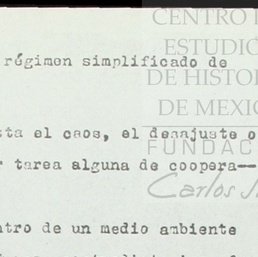 CENTRO
ESTUDIO
DE HISTOR
DE MEXIC
FUNDAC
Carlos S
régimen simplificado de
sta el caos, el desajuste o
r tarea alguna de coopera--
tro de un medio ambiente